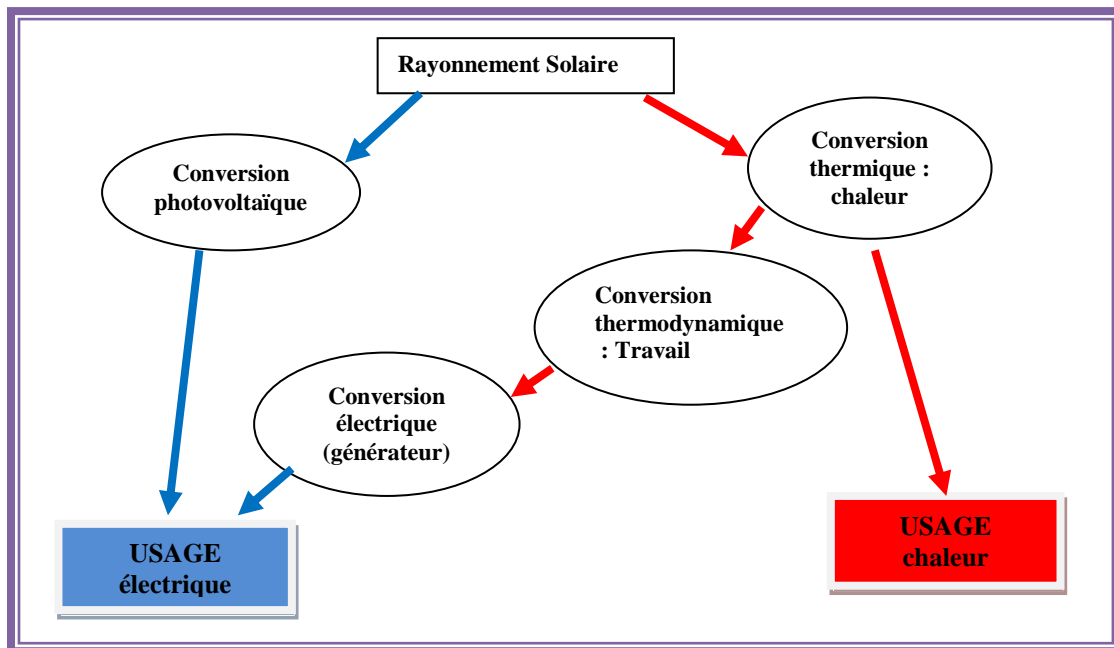 Rayonnement Solaire
Conversion
thermique :
chaleur
Conversion
photovoltaïque
Conversion
thermodynamique
: Travail
Conversion
électrique
(générateur)
USAGE
électrique
USAGE
chaleur